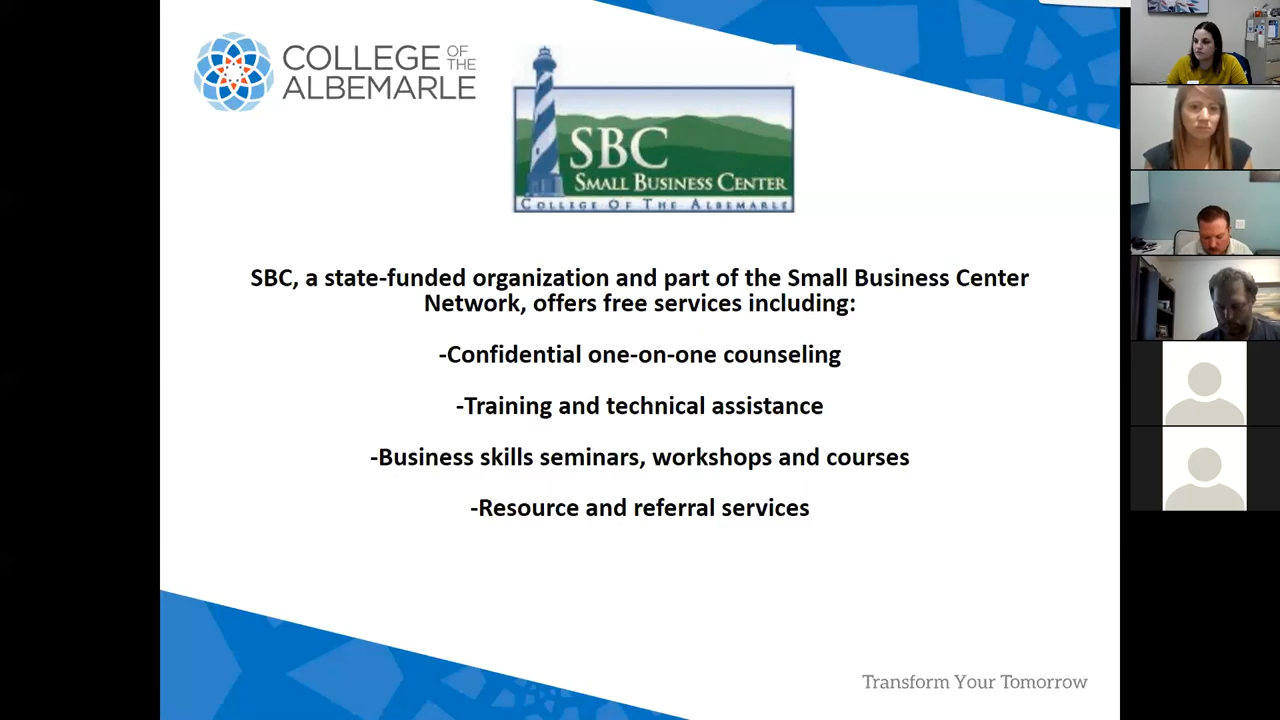 COLLEGE OF THE
ALBEMARLE
SBC
SMALL BUSINESS CENTER
COLLEGE OF THE ALBEMARLE
SBC, a state-funded organization and part of the Small Business Center
Network, offers free services including:
-Confidential one-on-one counseling
-Training and technical assistance
-Business skills seminars, workshops and courses
-Resource and referral services
Transform Your Tomorrow